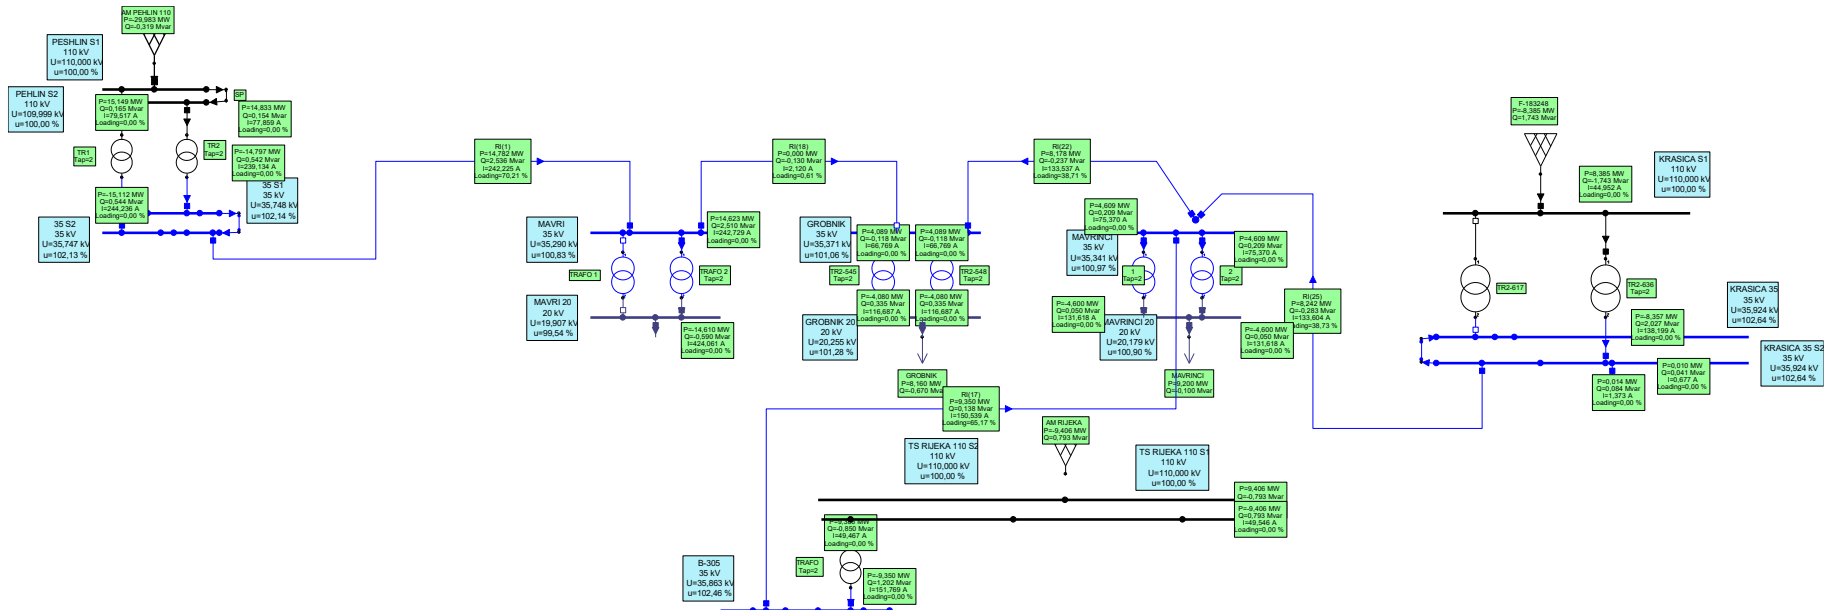 AM PEHLIN 110
P=-29,983 MW
Q=-0,319 Mvar
PESHLIN S1
110 kV
U=110,000 kV
u=100,00 %
PEHLIN S2
110 kV
U=109,999 kV
u=100,00 %
SP
P=15,149 MW
Q=0,165 Mvar
I=79,517 A
Loading=0,00 %
P=14,833 MW
Q=0,154 Mvar
I=77,859 A
Loading=0,00 %
TR1
Tap=2
TR2
Tap=2
P=-14,797 MW
Q=0,542 Mvar
I=239,134 A
Loading=0,00 %
P=-15,112 MW
Q=0,544 Mvar
I=244,236 A
Loading=0,00 %
35 S1
35 kV
U=35,748 kV
u=102,14 %
35 S2
35 kV
U=35,747 kV
u=102,13 %
RI(1)
P=14,782 MW
Q=2,536 Mvar
I=242,225 A
Loading=70,21 %
MAVRI
35 kV
U=35,290 kV
u=100,83 %
P=14,623 MW
Q=2,510 Mvar
I=242,729 A
Loading=0,00 %
TRAFO 1
TRAFO 2
Tap=2
MAVRI 20
20 kV
U=19,907 kV
u=99,54 %
P=-14,610 MW
Q=-0,590 Mvar
I=424,061 A
Loading=0,00 %
RI(18)
P=0,000 MW
Q=-0,130 Mvar
I=2,120 A
Loading=0,61 %
GROBNIK
35 kV
U=35,371 kV
u=101,06 %
P=4,089 MW
Q=-0,118 Mvar
I=66,769 A
Loading=0,00 %
P=4,089 MW
Q=-0,118 Mvar
I=66,769 A
Loading=0,00 %
TR2-545
Tap=2
TR2-548
Tap=2
P=-4,080 MW
Q=0,335 Mvar
I=116,687 A
Loading=0,00 %
P=-4,080 MW
Q=0,335 Mvar
I=116,687 A
Loading=0,00 %
GROBNIK 20
20 kV
U=20,255 kV
u=101,28 %
GROBNIK
P=8,160 MW
Q=-0,670 Mvar
RI(22)
P=8,178 MW
Q=-0,237 Mvar
I=133,537 A
Loading=38,71 %
P=4,609 MW
Q=0,209 Mvar
I=75,370 A
Loading=0,00 %
MAVRINCI
35 kV
U=35,341 kV
u=100,97 %
P=4,609 MW
Q=0,209 Mvar
I=75,370 A
Loading=0,00 %
1
Tap=2
2
Tap=2
P=-4,600 MW
Q=0,050 Mvar
I=131,618 A
Loading=0,00 %
MAVRINCI 20
20 kV
U=20,179 kV
u=100,90 %
P=-4,600 MW
Q=0,050 Mvar
I=131,618 A
Loading=0,00 %
MAVRINCI
P=9,200 MW
Q=-0,100 Mvar
RI(25)
P=8,242 MW
Q=-0,283 Mvar
I=133,604 A
ading=38,73 %
RI(17)
P=9,350 MW
Q=0,138 Mvar
I=150,539 A
Loading=65,17 %
AM RIJEKA
P=-9,406 MW
Q=0,793 Mvar
TS RIJEKA 110 S2
110 kV
U=110,000 kV
u=100,00 %
TS RIJEKA 110 S1
110 kV
U=110,000 kV
u=100,00 %
P=9,406 MW
Q=-0,793 Mvar
P=-9,406 MW
Q=0,793 Mvar
I=49,546 A
Loading=0,00 %
Q=-0,850 Mvar
I=49,467 A
Loading=0,00 %
TRAFO
Tap=2
P=-9,350 MW
Q=1,202 Mvar
I=151,769 A
Loading=0,00 %
B-305
35 kV
U=35,863 kV
u=102,46 %
F-183248
P=-8,385 MW
Q=1,743 Mvar
P=8,385 MW
Q=-1,743 Mvar
I=44,952 A
Loading=0,00 %
KRASICA S1
110 kV
U=110,000 kV
u=100,00 %
TR2-617
TR2-636
Tap=2
P=-8,357 MW
Q=2,027 Mvar
I=138,199 A
Loading=0,00 %
KRASICA 35
35 kV
U=35,924 kV
u=102,64 %
KRASICA 35 S2
35 kV
U=35,924 kV
u=102,64 %
P=0,010 MW
Q=0,041 Mvar
I=0,677 A
Loading=0,00 %
P=0,014 MW
Q=0,084 Mvar
I=1,373 A
Loading=0,00 %